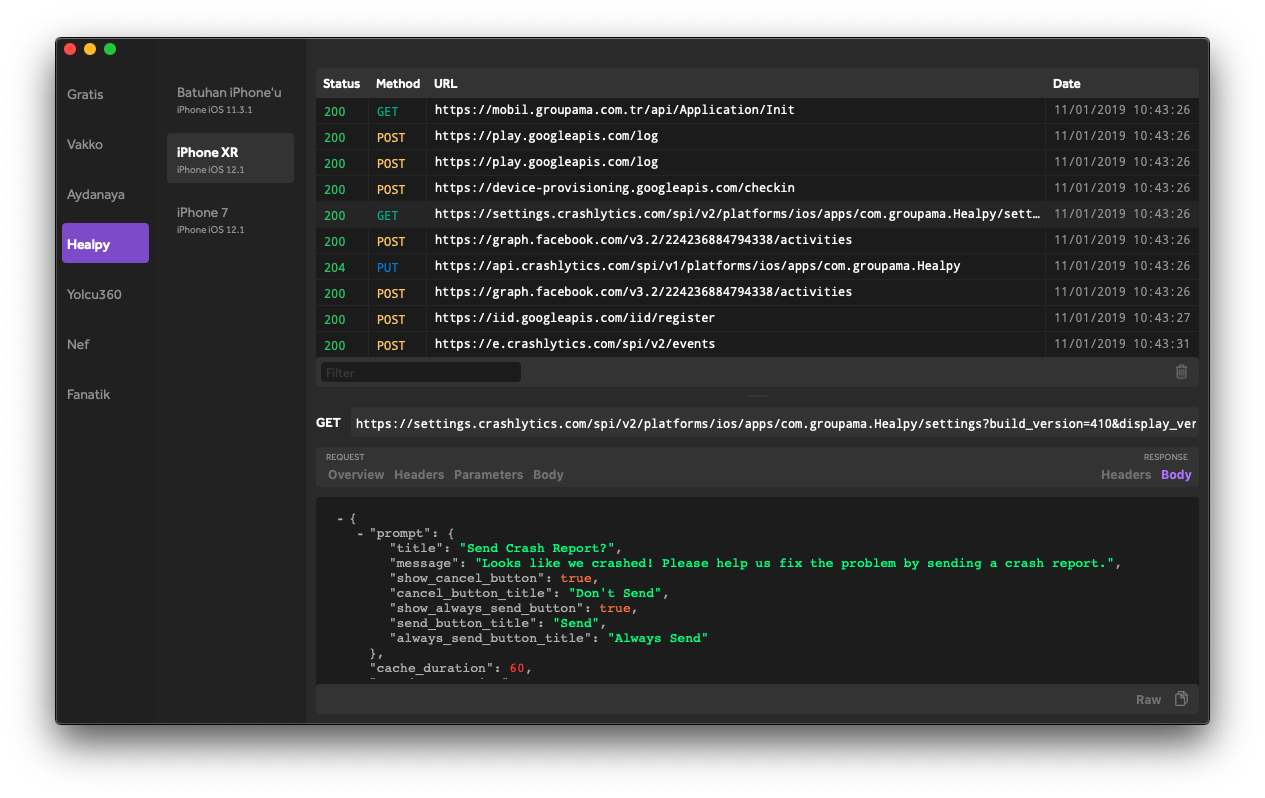 Gratis
Vakko
Aydanaya
Healpy
Yolcu360
Nef
Fanatik
Batuhan iPhone'u
iPhone iOS 11.3.1
iPhone XR
iPhone iOS 12.1
iPhone 7
iPhone iOS 12.1
Status Method URL Date
200 GET https://mobil.groupama.com.tr/api/Application/Init 11/01/2019 10:43:26
200 POST https://play.googleapis.com/log 11/01/2019 10:43:26
200 POST https://play.googleapis.com/log 11/01/2019 10:43:26
200 POST https://device-provisioning.googleapis.com/checkin 11/01/2019 10:43:26
200 GET https://settings.crashlytics.com/spi/v2/platforms/ios/apps/com.groupama.Healpy/sett… 11/01/2019 10:43:26
200 POST https://graph.facebook.com/v3.2/224236884794338/activities 11/01/2019 10:43:26
204 PUT https://api.crashlytics.com/spi/v1/platforms/ios/apps/com.groupama.Healpy 11/01/2019 10:43:26
200 POST https://graph.facebook.com/v3.2/224236884794338/activities 11/01/2019 10:43:26
200 POST https://iid.googleapis.com/iid/register 11/01/2019 10:43:27
200 POST https://e.crashlytics.com/spi/v2/events 11/01/2019 10:43:31
Filter
GET https://settings.crashlytics.com/spi/v2/platforms/ios/apps/com.groupama.Healpy/settings?build_version=410&display_ver
REQUEST RESPONSE
Overview Headers Parameters Body Headers Body
- {
- "prompt": {
"title": "Send Crash Report?",
"message": "Looks like we crashed! Please help us fix the problem by sending a crash report.",
"show_cancel_button": true,
"cancel_button_title": "Don't Send",
"show_always_send_button": true,
"send_button_title": "Send",
"always_send_button_title": "Always Send"
},
"cache_duration": 60,
Raw